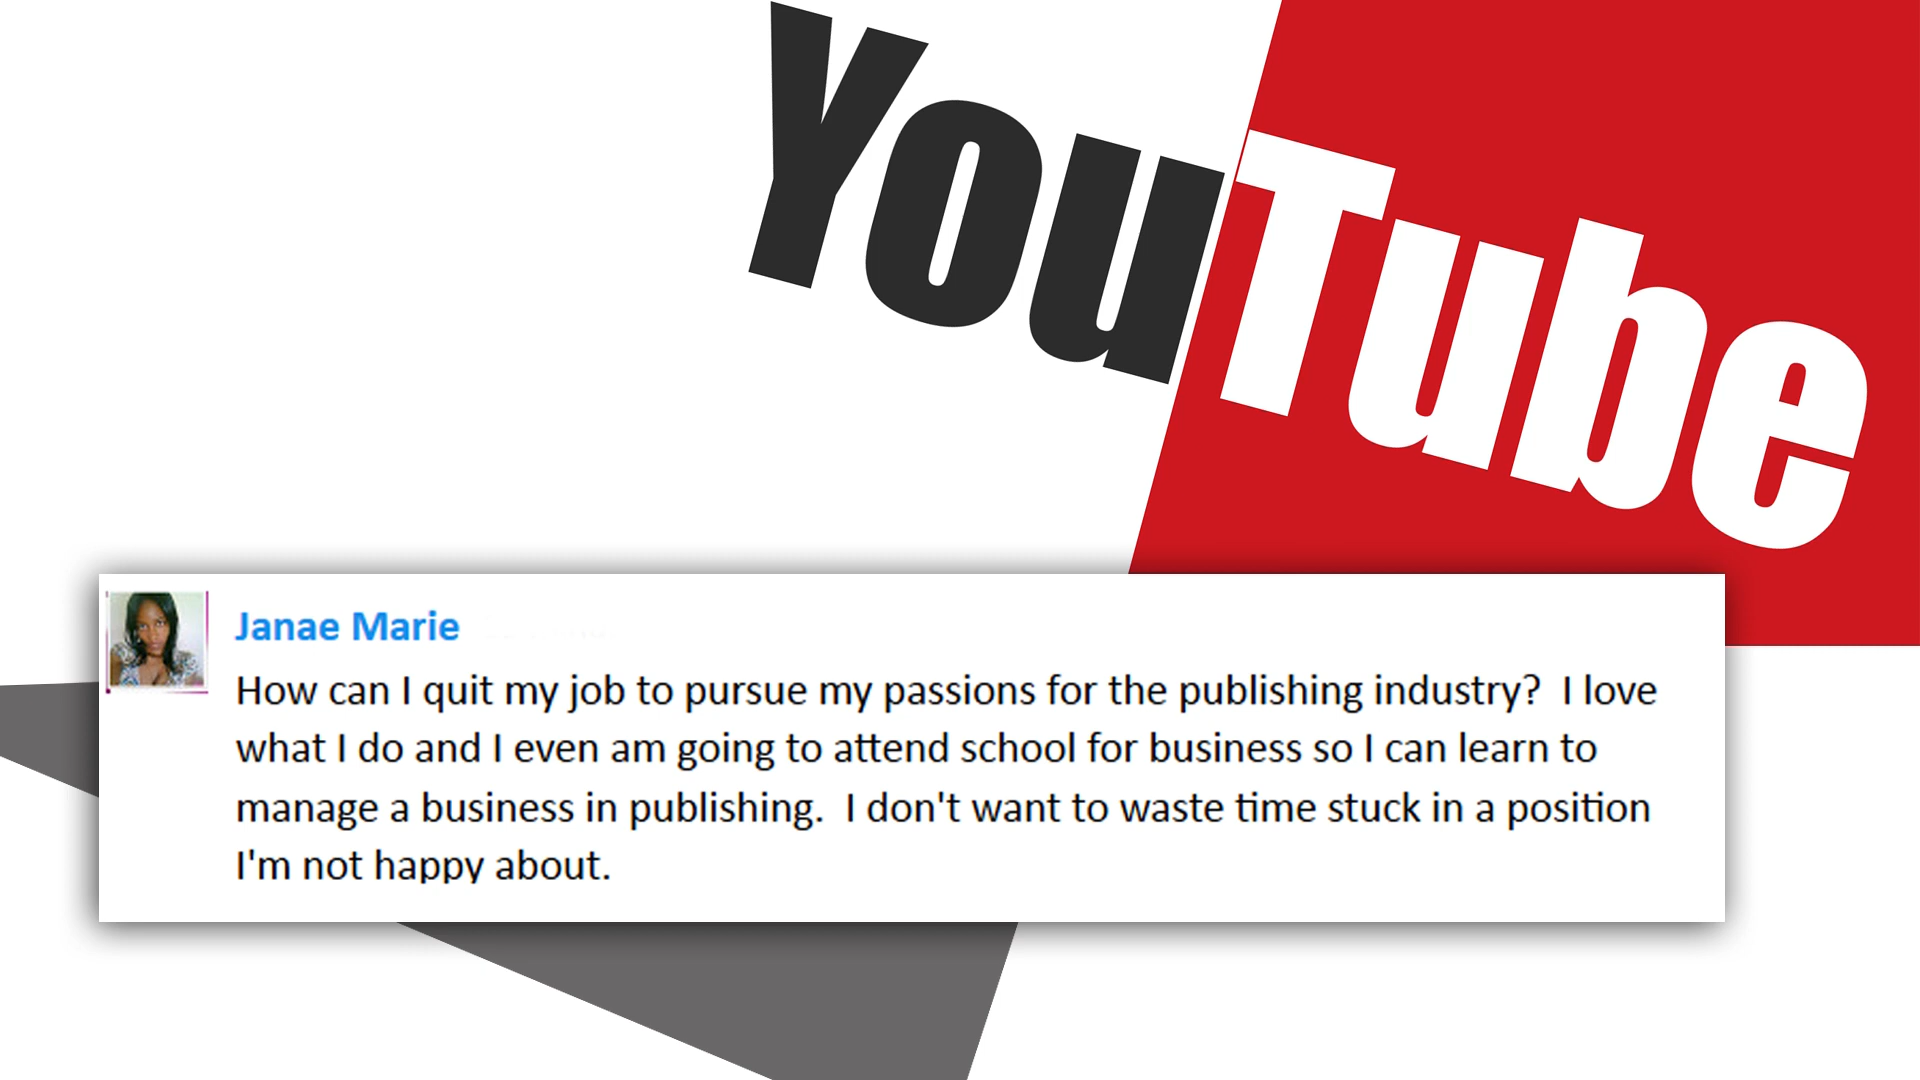 YouTube
Janae Marie
How can I quit my job to pursue my passions for the publishing industry?  I love
what I do and I even am going to attend school for business so I can learn to
manage a business in publishing.  I don't want to waste time stuck in a position
I'm not happy about.